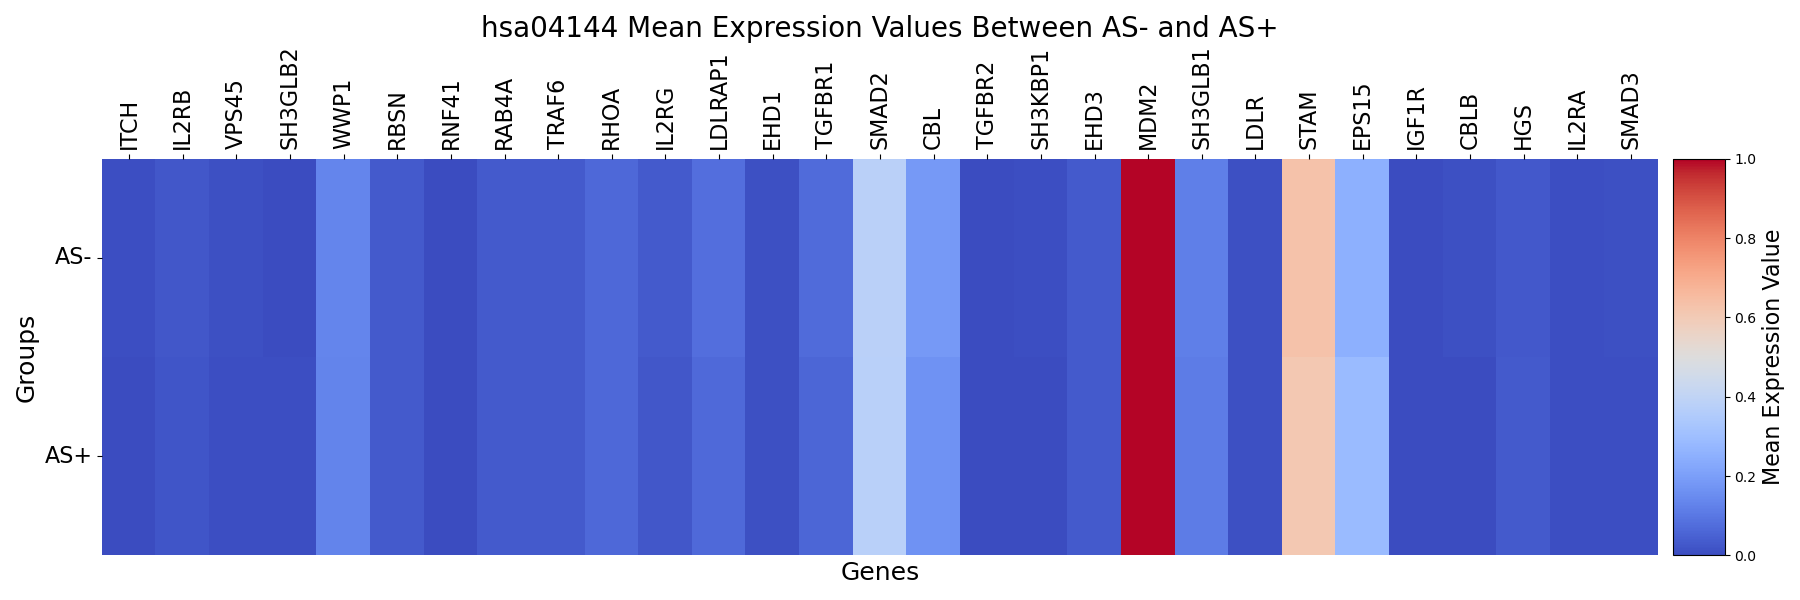 hsa04144 Mean Expression Values Between AS- and AS+
ITCH
IL2RB
VPS45
SH3GLB2
WWP1
RBSN
RNF41
RAB4A
TRAF6
RHOA
IL2RG
LDLRAP1
EHD1
TGFBR1
SMAD2
CBL
TGFBR2
SH3KBP1
EHD3
MDM2
SH3GLB1
LDLR
STAM
EPS15
IGF1R
CBLB
HGS
IL2RA
SMAD3
Groups
AS-
AS+
Genes
1.0
0.8
0.6
0.4
0.2
0.0
Mean Expression Value